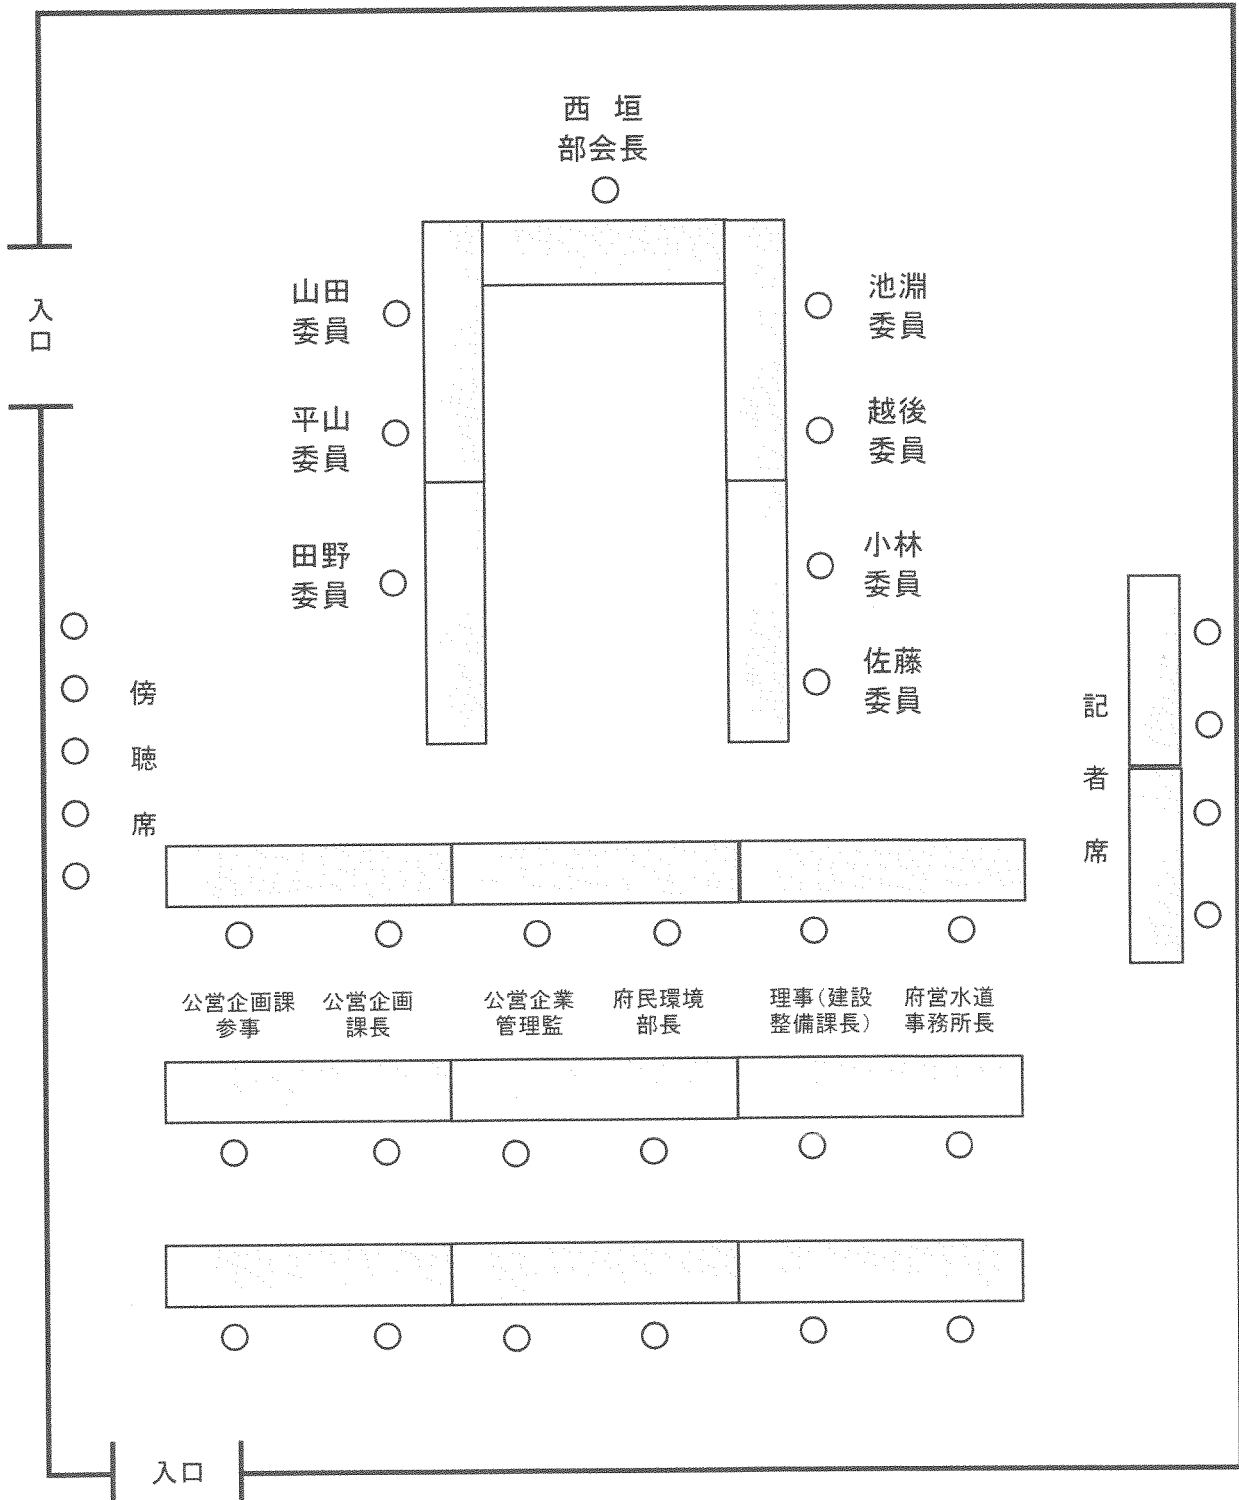 西垣
部会長
山田
委員
池淵
委員
入口
平山
委員
越後
委員
田野
委員
小林
委員
佐藤
委員
傍聴席
記者席
公営企画課
参事
公営企画
課長
公営企業
管理監
府民環境
部長
理事(建設
整備課長)
府営水道
事務所長
入口